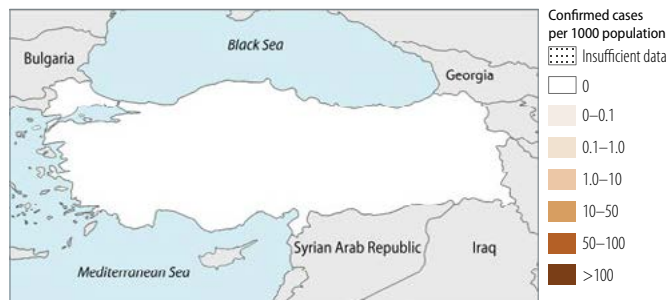 Confirmed cases
per 1000 population
Insufficient data
0
0–0.1
0.1–1.0
1.0–10
10–50
50–100
>100
Bulgaria
Black Sea
Georgia
Syrian Arab Republic
Iraq
Mediterranean Sea